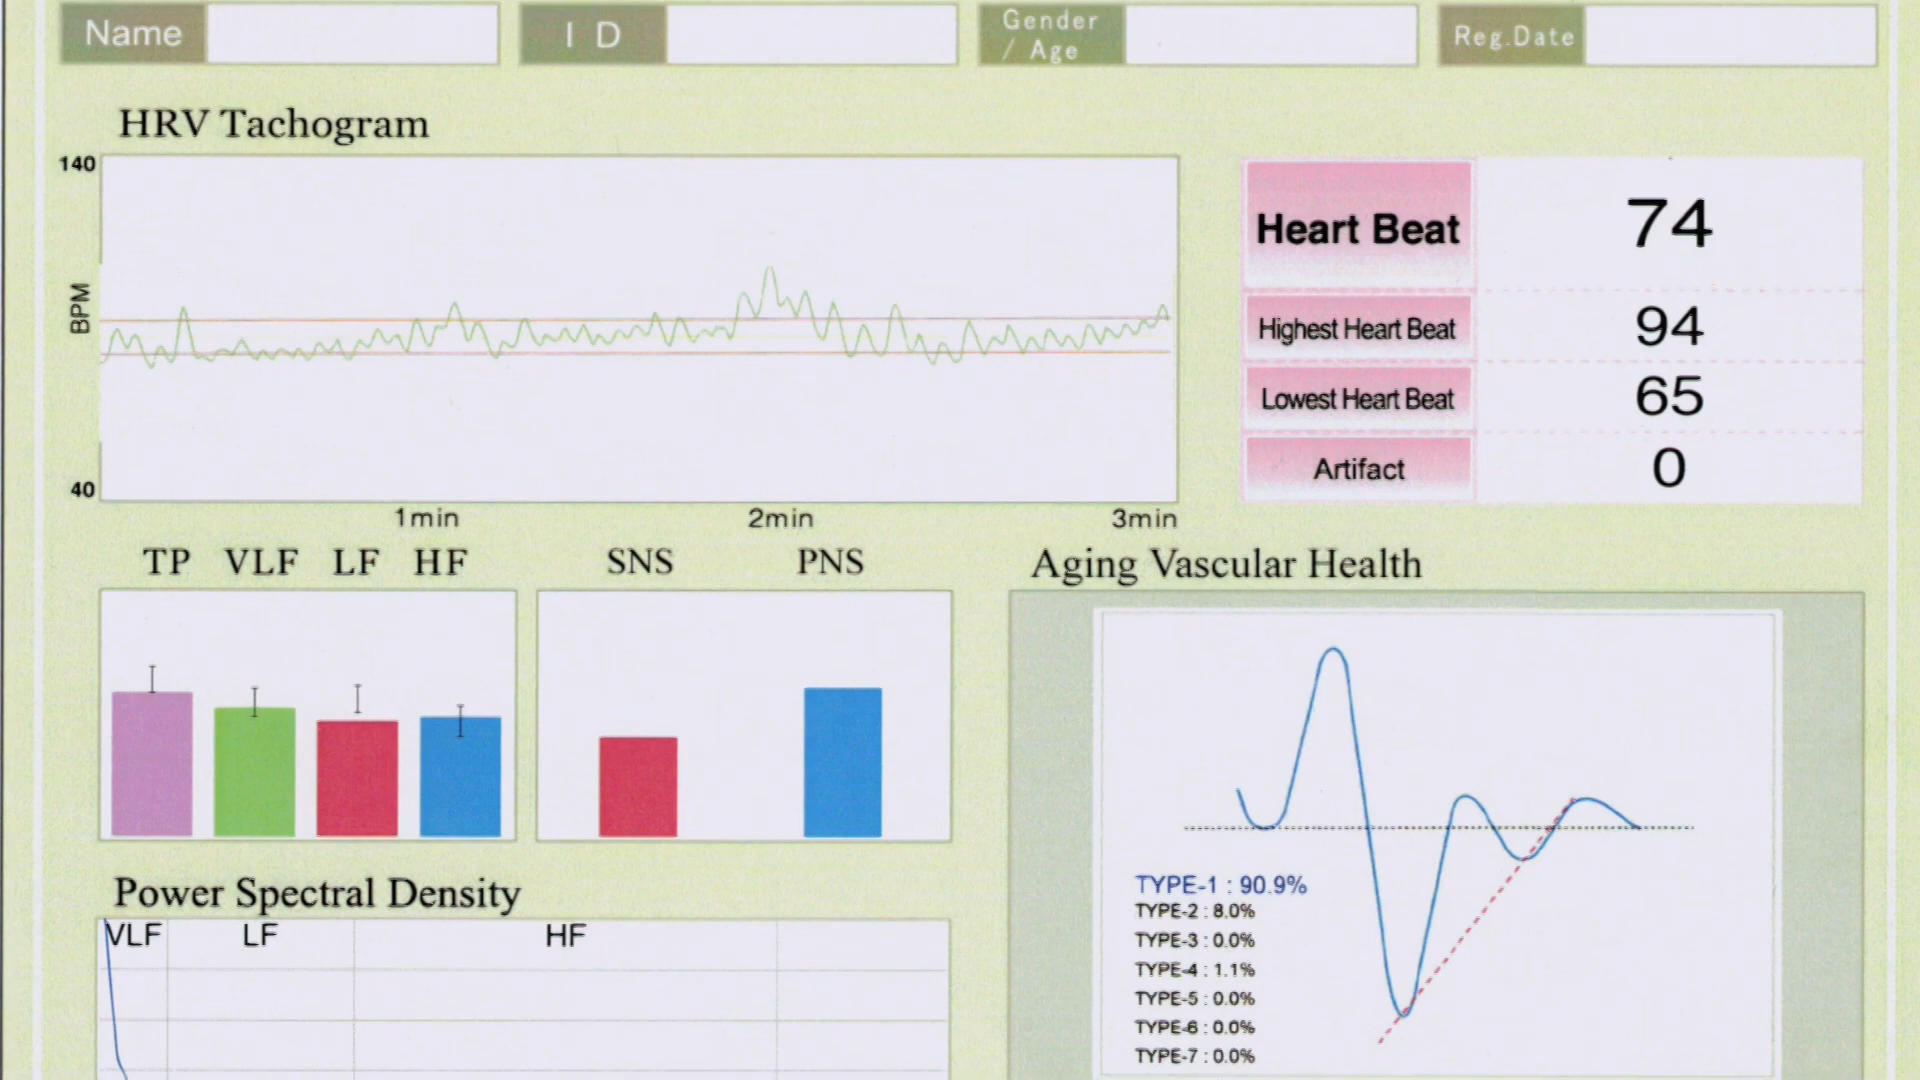 Name
I D
Gender
/ Age
Reg.Date
HRV Tachogram
140
BPM
40
1min 2min 3min
Heart Beat 74
Highest Heart Beat 94
Lowest Heart Beat 65
Artifact 0
TP VLF LF HF
SNS PNS
Aging Vascular Health
TYPE-1 : 90.9%
TYPE-2 : 8.0%
TYPE-3 : 0.0%
TYPE-4 : 1.1%
TYPE-5 : 0.0%
TYPE-6 : 0.0%
TYPE-7 : 0.0%
Power Spectral Density
VLF LF HF